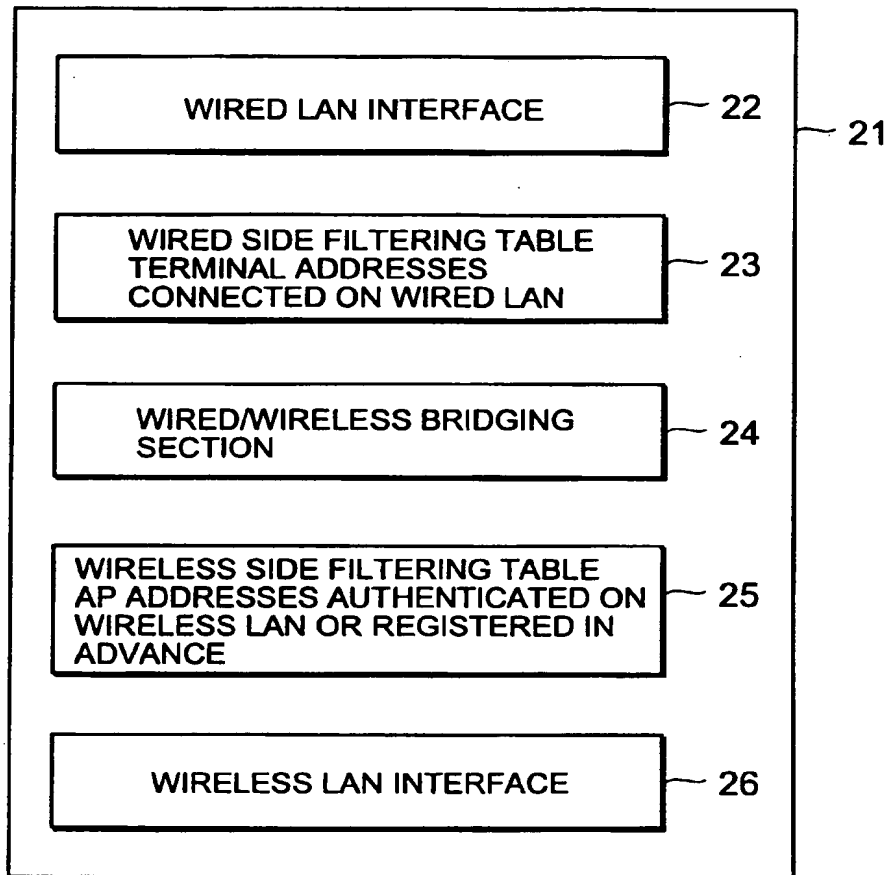 WIRED LAN INTERFACE
22
21
WIRED SIDE FILTERING TABLE
TERMINAL ADDRESSES
CONNECTED ON WIRED LAN
23
WIRED/WIRELESS BRIDGING
SECTION
24
WIRELESS SIDE FILTERING TABLE
AP ADDRESSES AUTHENTICATED ON
WIRELESS LAN OR REGISTERED IN
ADVANCE
25
WIRELESS LAN INTERFACE
26